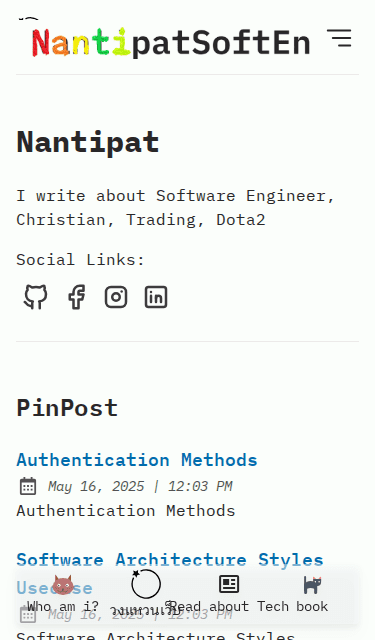 NantipatSoftEn
Nantipat
I write about Software Engineer,
Christian, Trading, Dota2
Social Links:
PinPost
Authentication Methods
May 16, 2025 | 12:03 PM
Authentication Methods
Software Architecture Styles
Usecase
Who am i?
วงแหวนเวิ
Read about
Tech book
May 16, 2025 | 12:03 PM
Software Architecture Styles